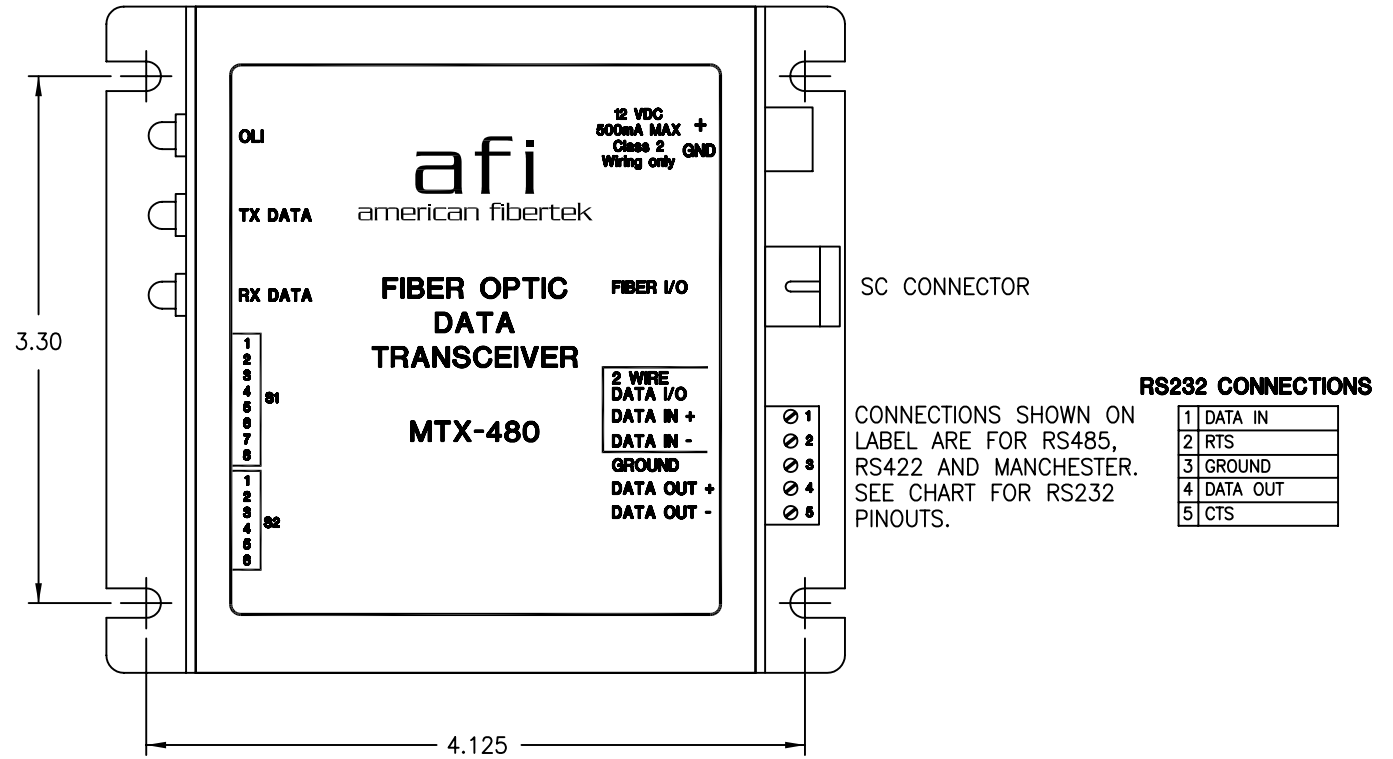 OLI
TX DATA
RX DATA
1
2
3
4
5
6
7
8
S1
1
2
3
4
5
6
S2
afi
american fibertek
FIBER OPTIC
DATA
TRANSCEIVER
MTX-480
12 VDC
500mA MAX +
Class 2 GND
Wiring only
FIBER I/O
2 WIRE
DATA I/O
DATA IN +
DATA IN -
GROUND
DATA OUT +
DATA OUT -
1
2
3
4
5
SC CONNECTOR
CONNECTIONS SHOWN ON
LABEL ARE FOR RS485,
RS422 AND MANCHESTER.
SEE CHART FOR RS232
PINOUTS.
RS232 CONNECTIONS
1 DATA IN
2 RTS
3 GROUND
4 DATA OUT
5 CTS
3.30
4.125